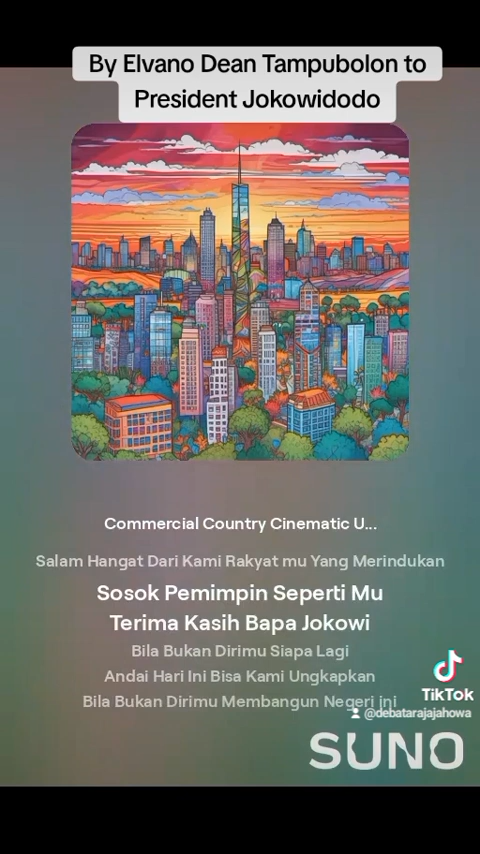 By Elvano Dean Tampubolon to
President Jokowidodo
Commercial Country Cinematic U...
Salam Hangat Dari Kami Rakyat mu Yang Merindukan
Sosok Pemimpin Seperti Mu
Terima Kasih Bapa Jokowi
Bila Bukan Dirimu Siapa Lagi
Andai Hari Ini Bisa Kami Ungkapkan
Bila Bukan Dirimu Membangun Negeri ini
TikTok
@debatarajajahowa
SUNO